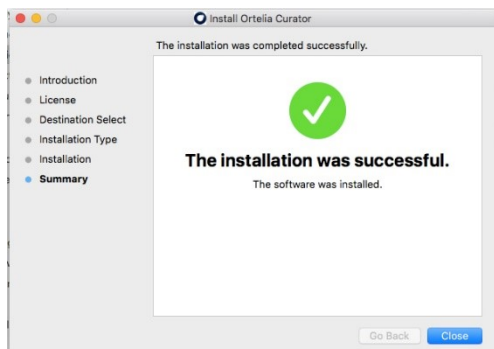 Install Ortelia Curator
The installation was completed successfully.
Introduction
License
Destination Select
Installation Type
Installation
Summary
The installation was successful.
The software was installed.
Go Back
Close